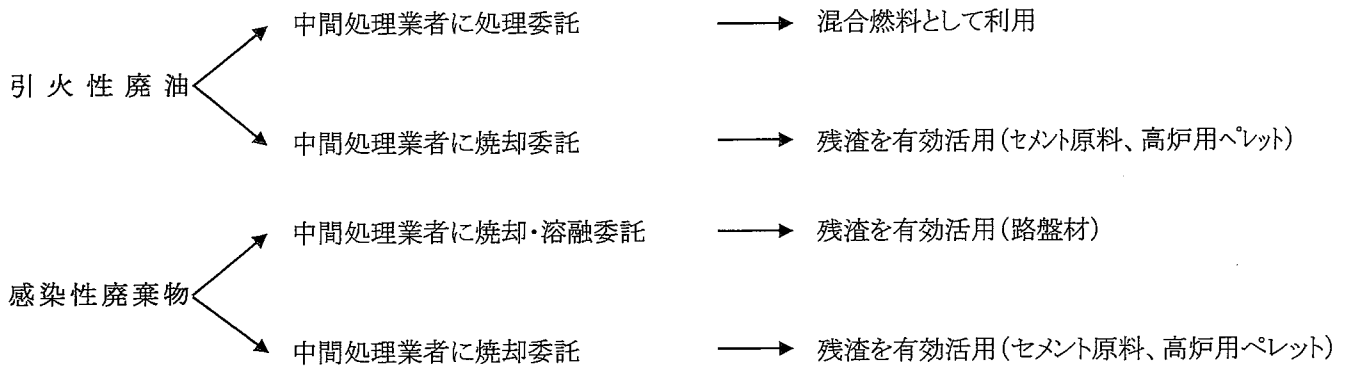 中間処理業者に処理委託
混合燃料として利用
引火性廃油
中間処理業者に焼却委託
残渣を有効活用(セメント原料、高炉用ペレット)
中間処理業者に焼却・溶融委託
残渣を有効活用(路盤材)
感染性廃棄物
中間処理業者に焼却委託
残渣を有効活用(セメント原料、高炉用ペレット)